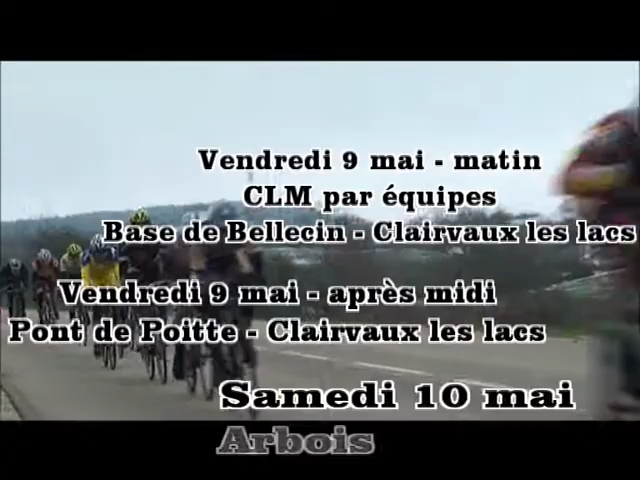 Vendredi 9 mai - matin
CLM par équipes
Base de Bellecin - Clairvaux les lacs
Vendredi 9 mai - après midi
Pont de Poitte - Clairvaux les lacs
Samedi 10 mai
Arbois